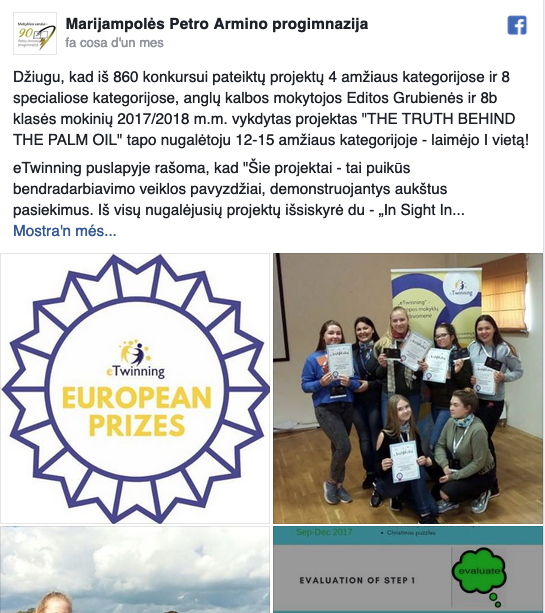 Marijampolės Petro Armino progimnazija
fa cosa d'un mes
Džiugu, kad iš 860 konkursui pateiktų projektų 4 amžiaus kategorijose ir 8
specialiose kategorijose, anglų kalbos mokytojos Editos Grubienės ir 8b
klasės mokinių 2017/2018 m.m. vykdytas projektas "THE TRUTH BEHIND
THE PALM OIL" tapo nugalėtoju 12-15 amžiaus kategorijoje - laimėjo I vietą!
eTwinning puslapyje rašoma, kad "Šie projektai - tai puikūs
bendradarbiavimo veiklos pavyzdžiai, demonstruojantys aukštus
pasiekimus. Iš visų nugalėjusių projektų išsiskyrė du - „In Sight In...
Mostra'n més...
eTwinning
EUROPEAN
PRIZES
eTwinning
Sep-Dec 2017
• Christmas puzzles
EVALUATION OF STEP 1
evaluate